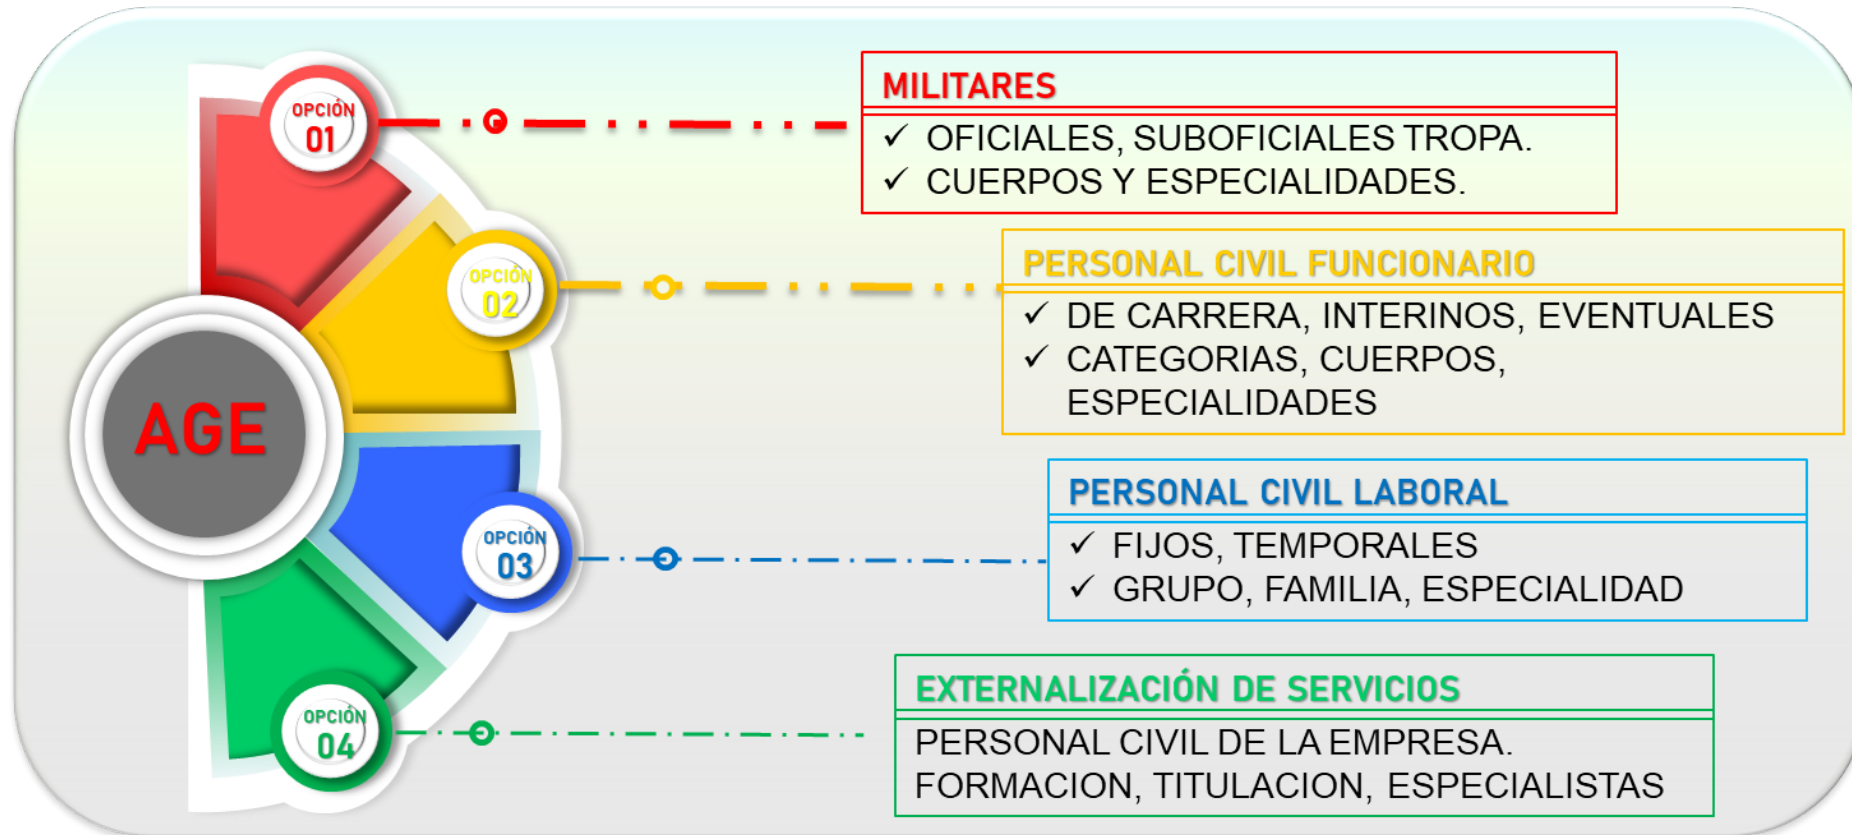 AGE
OPCIÓN
01
MILITARES
✓ OFICIALES, SUBOFICIALES TROPA.
✓ CUERPOS Y ESPECIALIDADES.
OPCIÓN
02
PERSONAL CIVIL FUNCIONARIO
✓ DE CARRERA, INTERINOS, EVENTUALES
✓ CATEGORIAS, CUERPOS,
ESPECIALIDADES
OPCIÓN
03
PERSONAL CIVIL LABORAL
✓ FIJOS, TEMPORALES
✓ GRUPO, FAMILIA, ESPECIALIDAD
OPCIÓN
04
EXTERNALIZACIÓN DE SERVICIOS
PERSONAL CIVIL DE LA EMPRESA.
FORMACION, TITULACION, ESPECIALISTAS